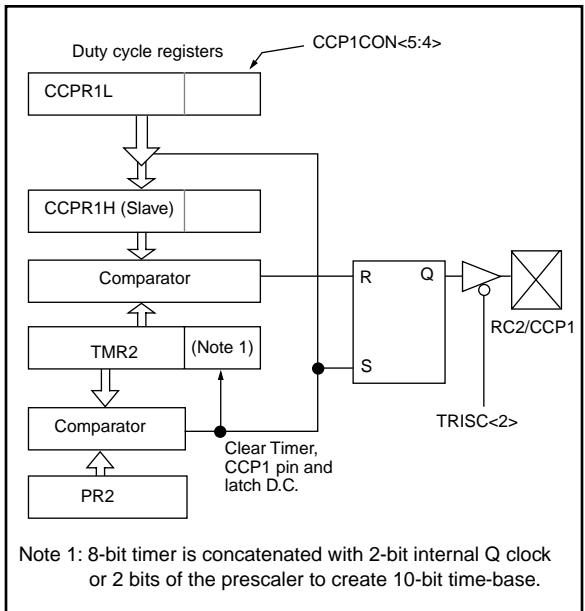 Duty cycle registers
CCP1CON<5:4>
CCPR1L
CCPR1H (Slave)
Comparator
R
Q
RC2/CCP1
TMR2
(Note 1)
S
TRISC<2>
Comparator
Clear Timer,
CCP1 pin and
latch D.C.
PR2
Note 1: 8-bit timer is concatenated with 2-bit internal Q clock
or 2 bits of the prescaler to create 10-bit time-base.